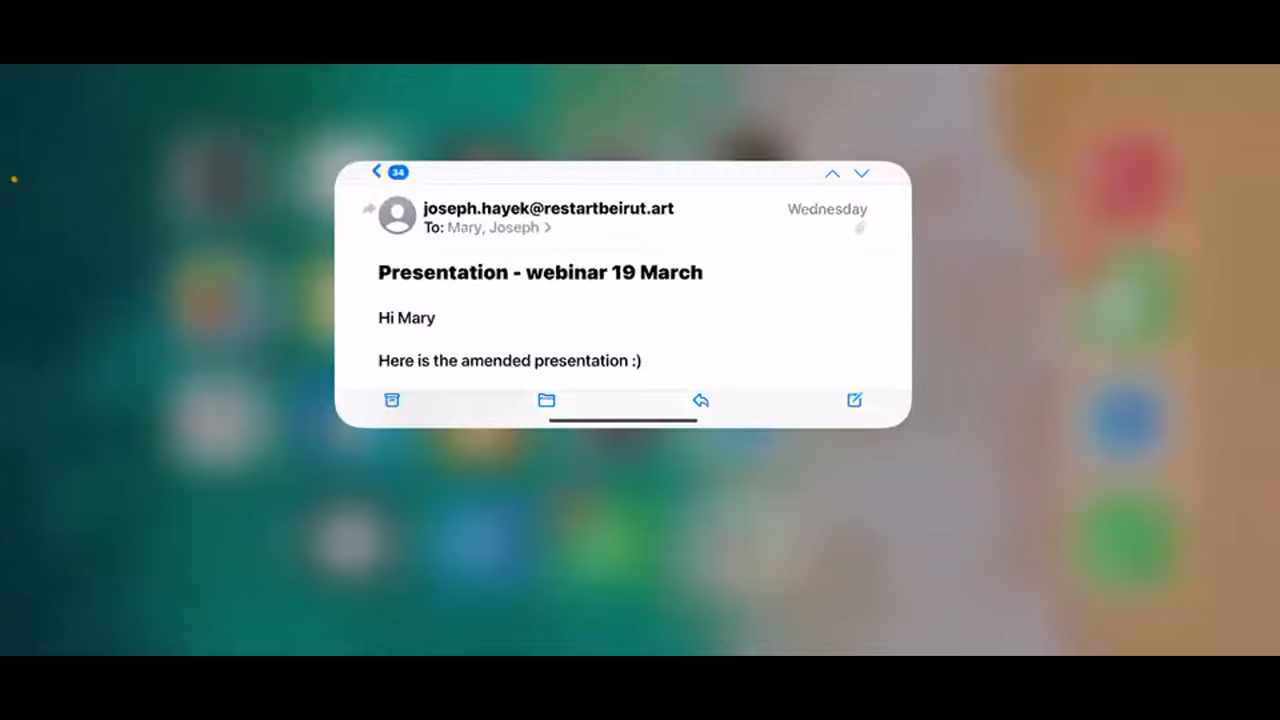 34
joseph.hayek@restartbeirut.art
Wednesday
To: Mary, Joseph >
Presentation - webinar 19 March
Hi Mary
Here is the amended presentation :)